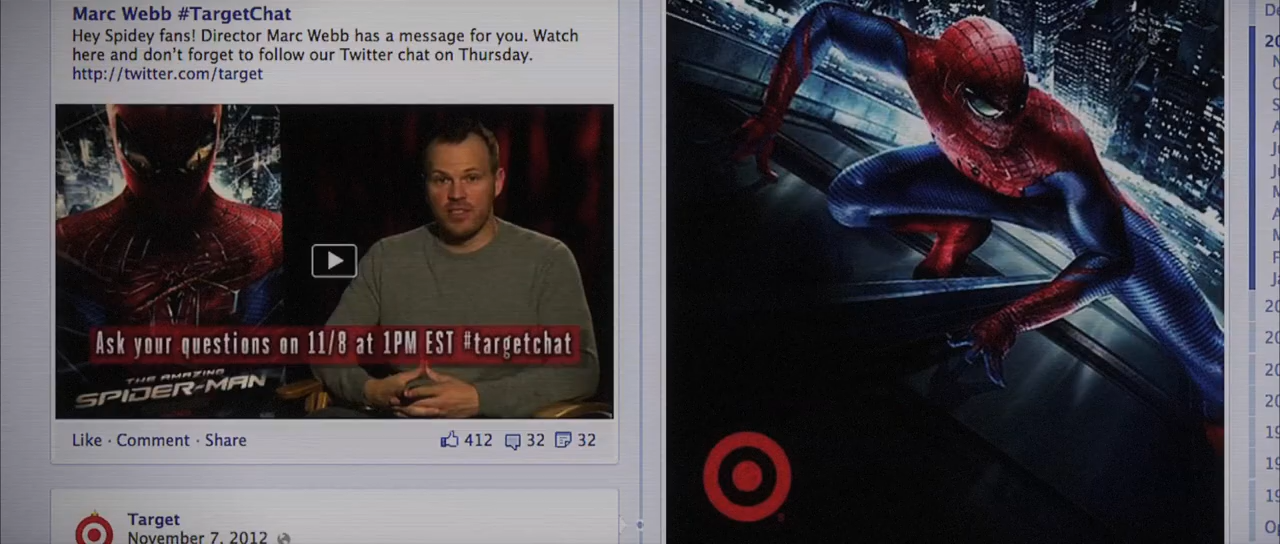 Marc Webb #TargetChat
Hey Spidey fans! Director Marc Webb has a message for you. Watch
here and don't forget to follow our Twitter chat on Thursday.
http://twitter.com/target
Ask your questions on 11/8 at 1PM EST #targetchat
THE AMAZING
SPIDER-MAN
Like · Comment · Share
412 32 32
Target
November 7, 2012